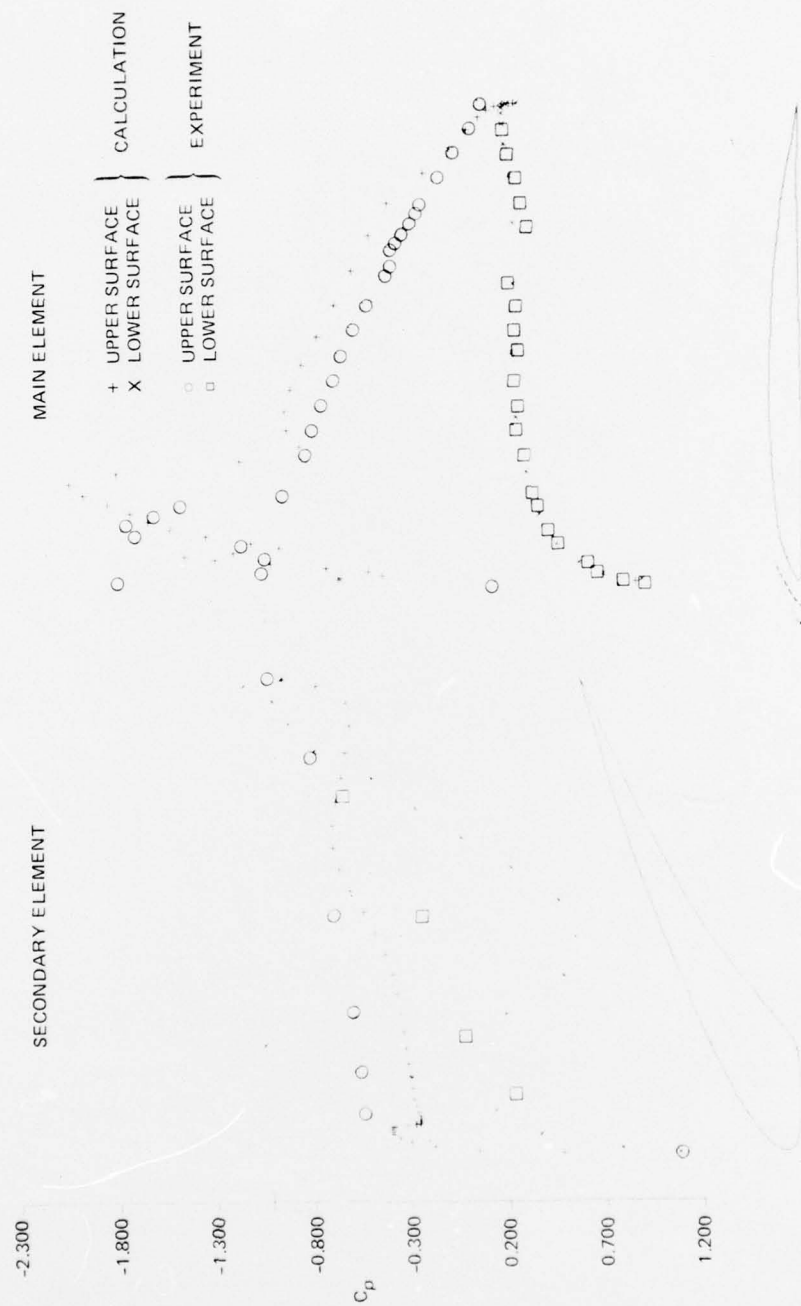 SECONDARY ELEMENT
MAIN ELEMENT
+ UPPER SURFACE } CALCULATION
X LOWER SURFACE
○ UPPER SURFACE } EXPERIMENT
□ LOWER SURFACE
-2.300
-1.800
-1.300
-0.800
-0.300
0.200
0.700
1.200
Cp